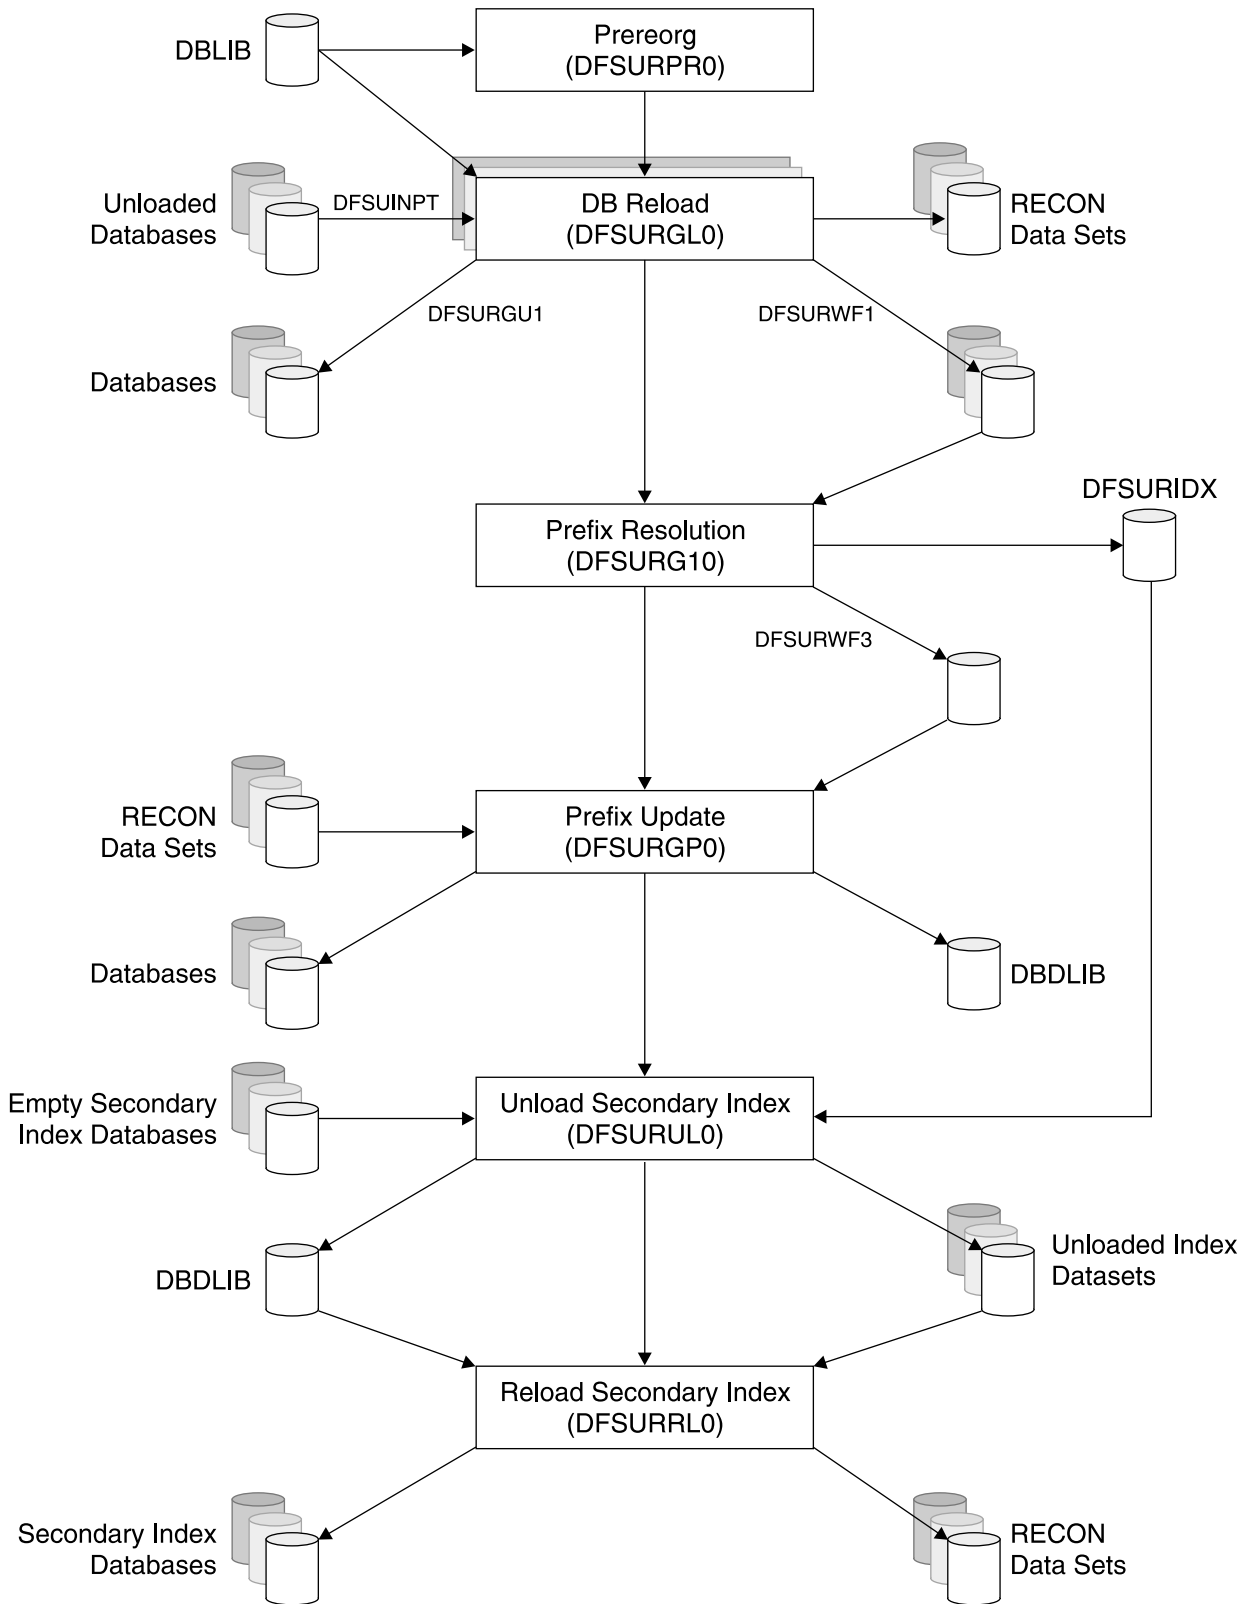 DBLIB
Prereorg
(DFSURPR0)
Unloaded
Databases
DFSUINPT
DB Reload
(DFSURGL0)
RECON
Data Sets
DFSURGU1
DFSURWF1
Databases
DFSURIDX
Prefix Resolution
(DFSURG10)
DFSURWF3
RECON
Data Sets
Prefix Update
(DFSURGP0)
Databases
DBDLIB
Empty Secondary
Index Databases
Unload Secondary Index
(DFSURUL0)
DBDLIB
Unloaded Index
Datasets
Reload Secondary Index
(DFSURRL0)
Secondary Index
Databases
RECON
Data Sets